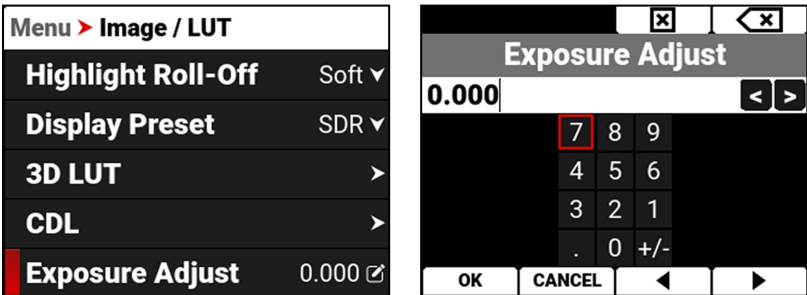 Menu > Image / LUT
Highlight Roll-Off Soft
Display Preset SDR
3D LUT
CDL
Exposure Adjust 0.000
Exposure Adjust
0.000
7 8 9
4 5 6
3 2 1
. 0 +/-
OK CANCEL